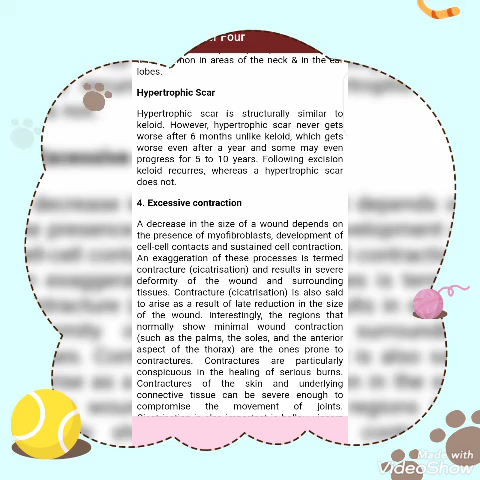 Four
in areas of the neck & in the
lobes.
Hypertrophic Scar
Hypertrophic scar is structurally similar to
keloid. However, hypertrophic scar never gets
worse after 6 months unlike keloid, which gets
worse even after a year and some may even
progress for 5 to 10 years. Following excision
keloid recurres, whereas a hypertrophic scar
does not.
4. Excessive contraction
A decrease in the size of a wound depends on
the presence of myofibroblasts, development of
cell-cell contacts and sustained cell contraction.
An exaggeration of these processes is termed
contracture (cicatrisation) and results in severe
deformity of the wound and surrounding
tissues. Contracture (cicatrisation) is also said
to arise as a result of late reduction in the size
of the wound. Interestingly, the regions that
normally show minimal wound contraction
(such as the palms, the soles, and the anterior
aspect of the thorax) are the ones prone to
contractures. Contractures are particularly
conspicuous in the healing of serious burns.
Contractures of the skin and underlying
connective tissue can be severe enough to
compromise the movement of joints.
Made with
VideoShow